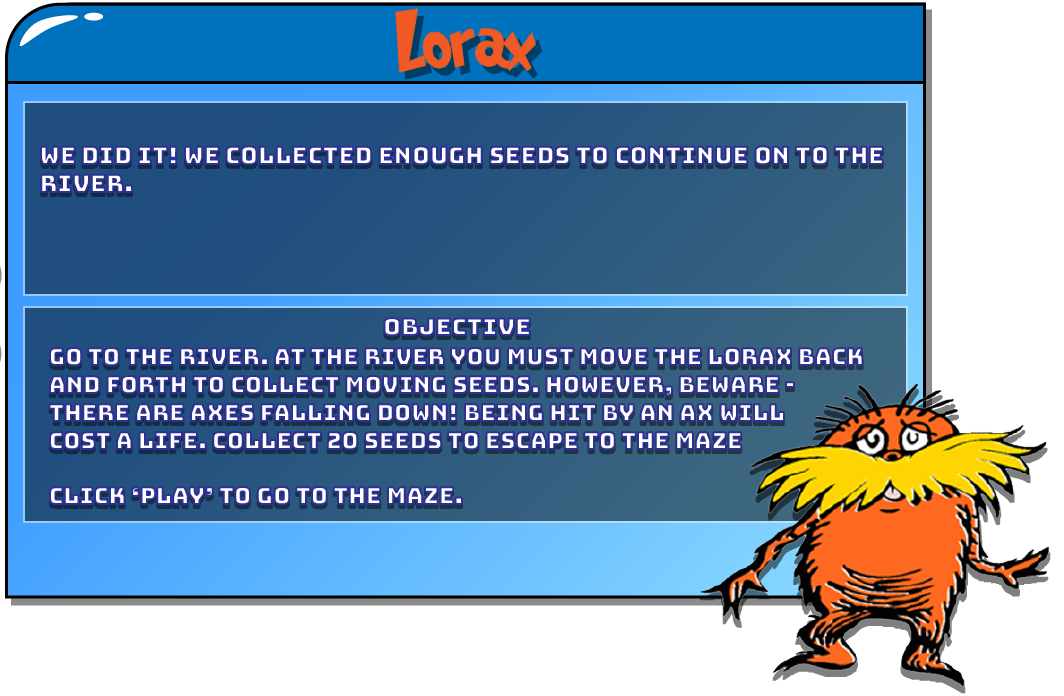 Lorax
WE DID IT! WE COLLECTED ENOUGH SEEDS TO CONTINUE ON TO THE
RIVER.
OBJECTIVE
GO TO THE RIVER. AT THE RIVER YOU MUST MOVE THE LORAX BACK
AND FORTH TO COLLECT MOVING SEEDS. HOWEVER, BEWARE -
THERE ARE AXES FALLING DOWN! BEING HIT BY AN AX WILL
COST A LIFE. COLLECT 20 SEEDS TO ESCAPE TO THE MAZE
CLICK ‘PLAY’ TO GO TO THE MAZE.